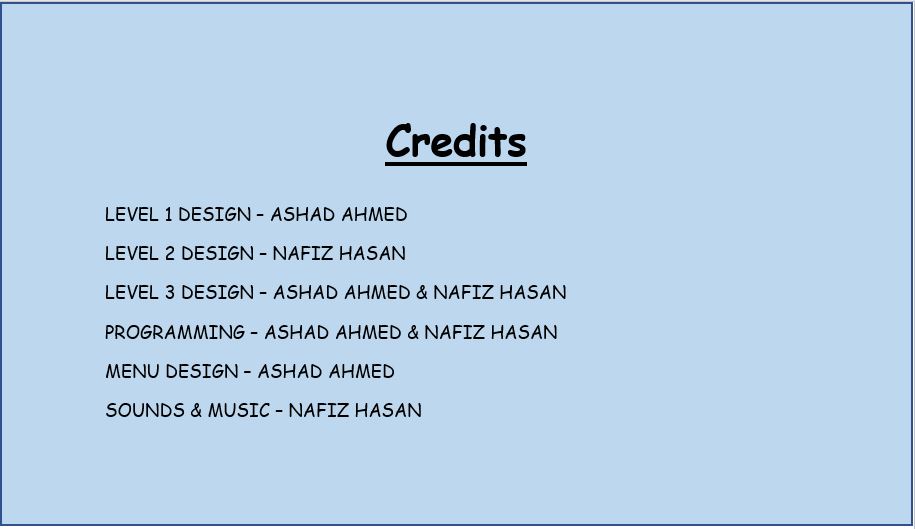 Credits
LEVEL 1 DESIGN – ASHAD AHMED
LEVEL 2 DESIGN – NAFIZ HASAN
LEVEL 3 DESIGN – ASHAD AHMED & NAFIZ HASAN
PROGRAMMING – ASHAD AHMED & NAFIZ HASAN
MENU DESIGN – ASHAD AHMED
SOUNDS & MUSIC – NAFIZ HASAN